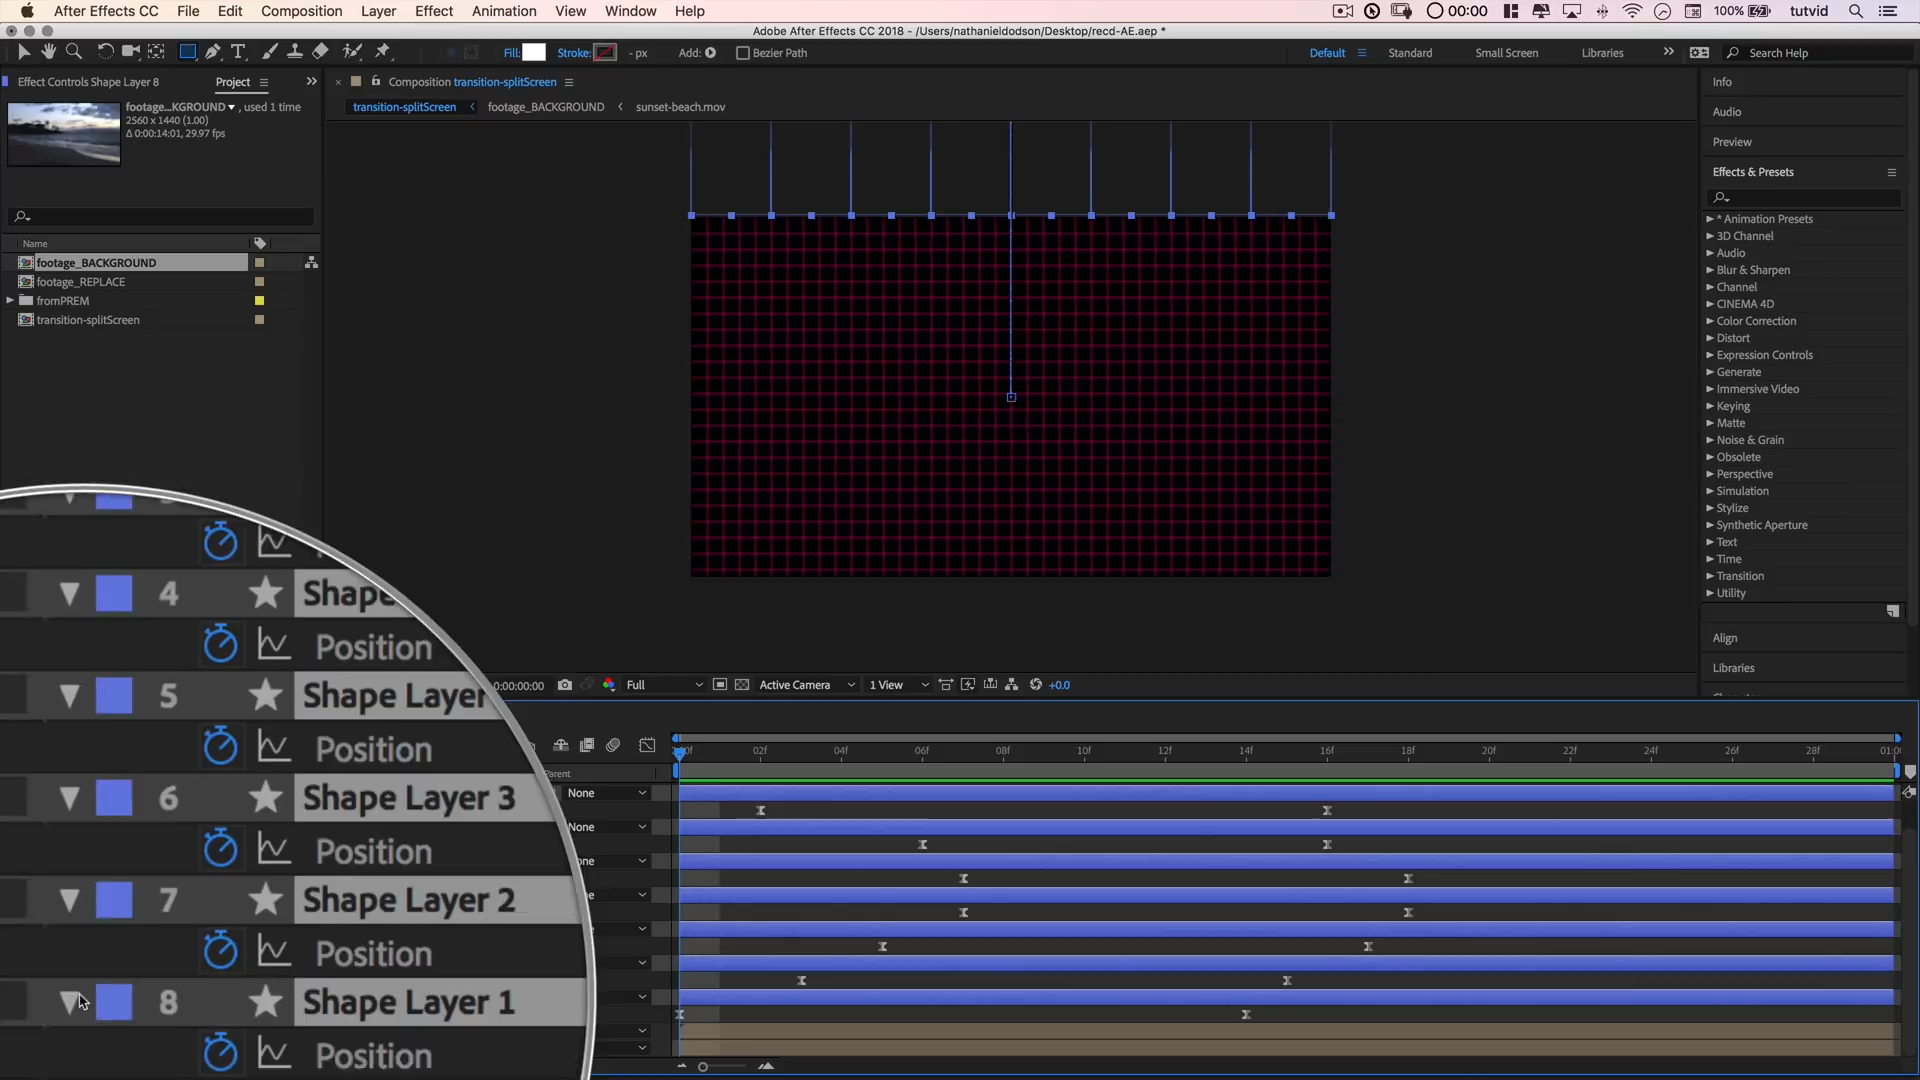 After Effects CC File Edit Composition Layer Effect Animation View Window Help 00:00 100% tutvid
Adobe After Effects CC 2018 - /Users/nathanieldodson/Desktop/recd-AE.aep *
Fill: Stroke: - px Add: Bezier Path Default Standard Small Screen Libraries Search Help
Effect Controls Shape Layer 8 Project
Composition transition-splitScreen
footage...KGROUND , used 1 time
2560 x 1440 (1.00)
Δ 0:00:14:01, 29.97 fps
transition-splitScreen footage_BACKGROUND sunset-beach.mov
Name
footage_BACKGROUND
footage_REPLACE
fromPREM
transition-splitScreen
Info
Audio
Preview
Effects & Presets
* Animation Presets
3D Channel
Audio
Blur & Sharpen
Channel
CINEMA 4D
Color Correction
Distort
Expression Controls
Generate
Immersive Video
Keying
Matte
Noise & Grain
Obsolete
Perspective
Simulation
Stylize
Synthetic Aperture
Text
Time
Transition
Utility
Align
Libraries
0:00:00:00 Full Active Camera 1 View +0.0
02f 04f 06f 08f 10f 12f 14f 16f 18f 20f 22f 24f 26f 28f 01:0
Parent
None
None
4 Shape
Position
5 Shape Layer
Position
6 Shape Layer 3
Position
7 Shape Layer 2
Position
8 Shape Layer 1
Position